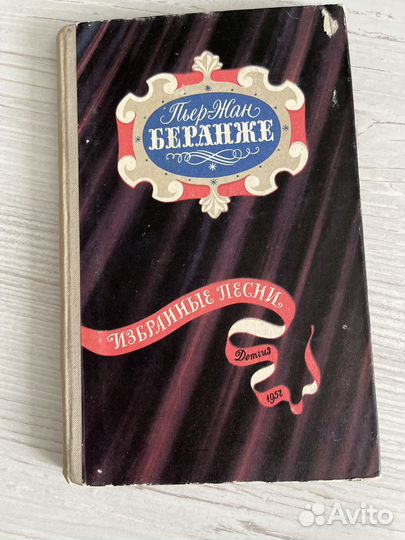 Пьер-Жан
БЕРАНЖЕ
ИЗБРАННЫЕ ПЕСНИ
Детгиз
1957
Avito